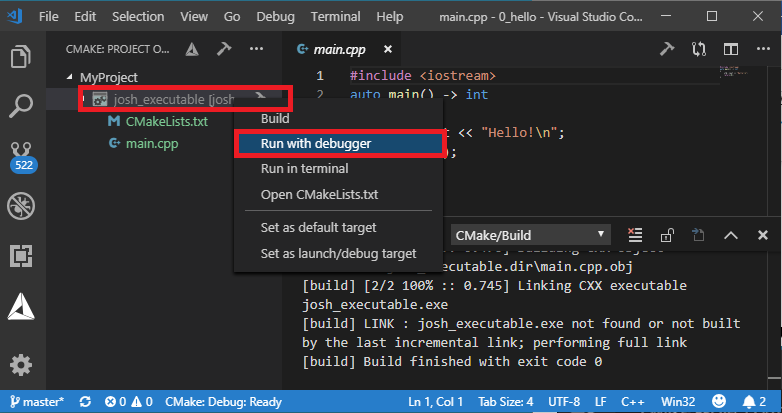 File Edit Selection View Go Debug Terminal Help main.cpp - 0_hello - Visual Studio Co...
CMAKE: PROJECT O...
MyProject
josh_executable [josh
CMakeLists.txt
main.cpp
522
main.cpp
1 #include <iostream>
2 auto main() -> int
<< "Hello!\n";
);
Build
Run with debugger
Run in terminal
Open CMakeLists.txt
Set as default target
Set as launch/debug target
CMake/Build
ecutable.dir\main.cpp.obj
[build] [2/2 100% :: 0.745] Linking CXX executable
josh_executable.exe
[build] LINK : josh_executable.exe not found or not built
by the last incremental link; performing full link
[build] Build finished with exit code 0
master* 0 0 CMake: Debug: Ready Ln 1, Col 1 Tab Size: 4 UTF-8 LF C++ Win32 2